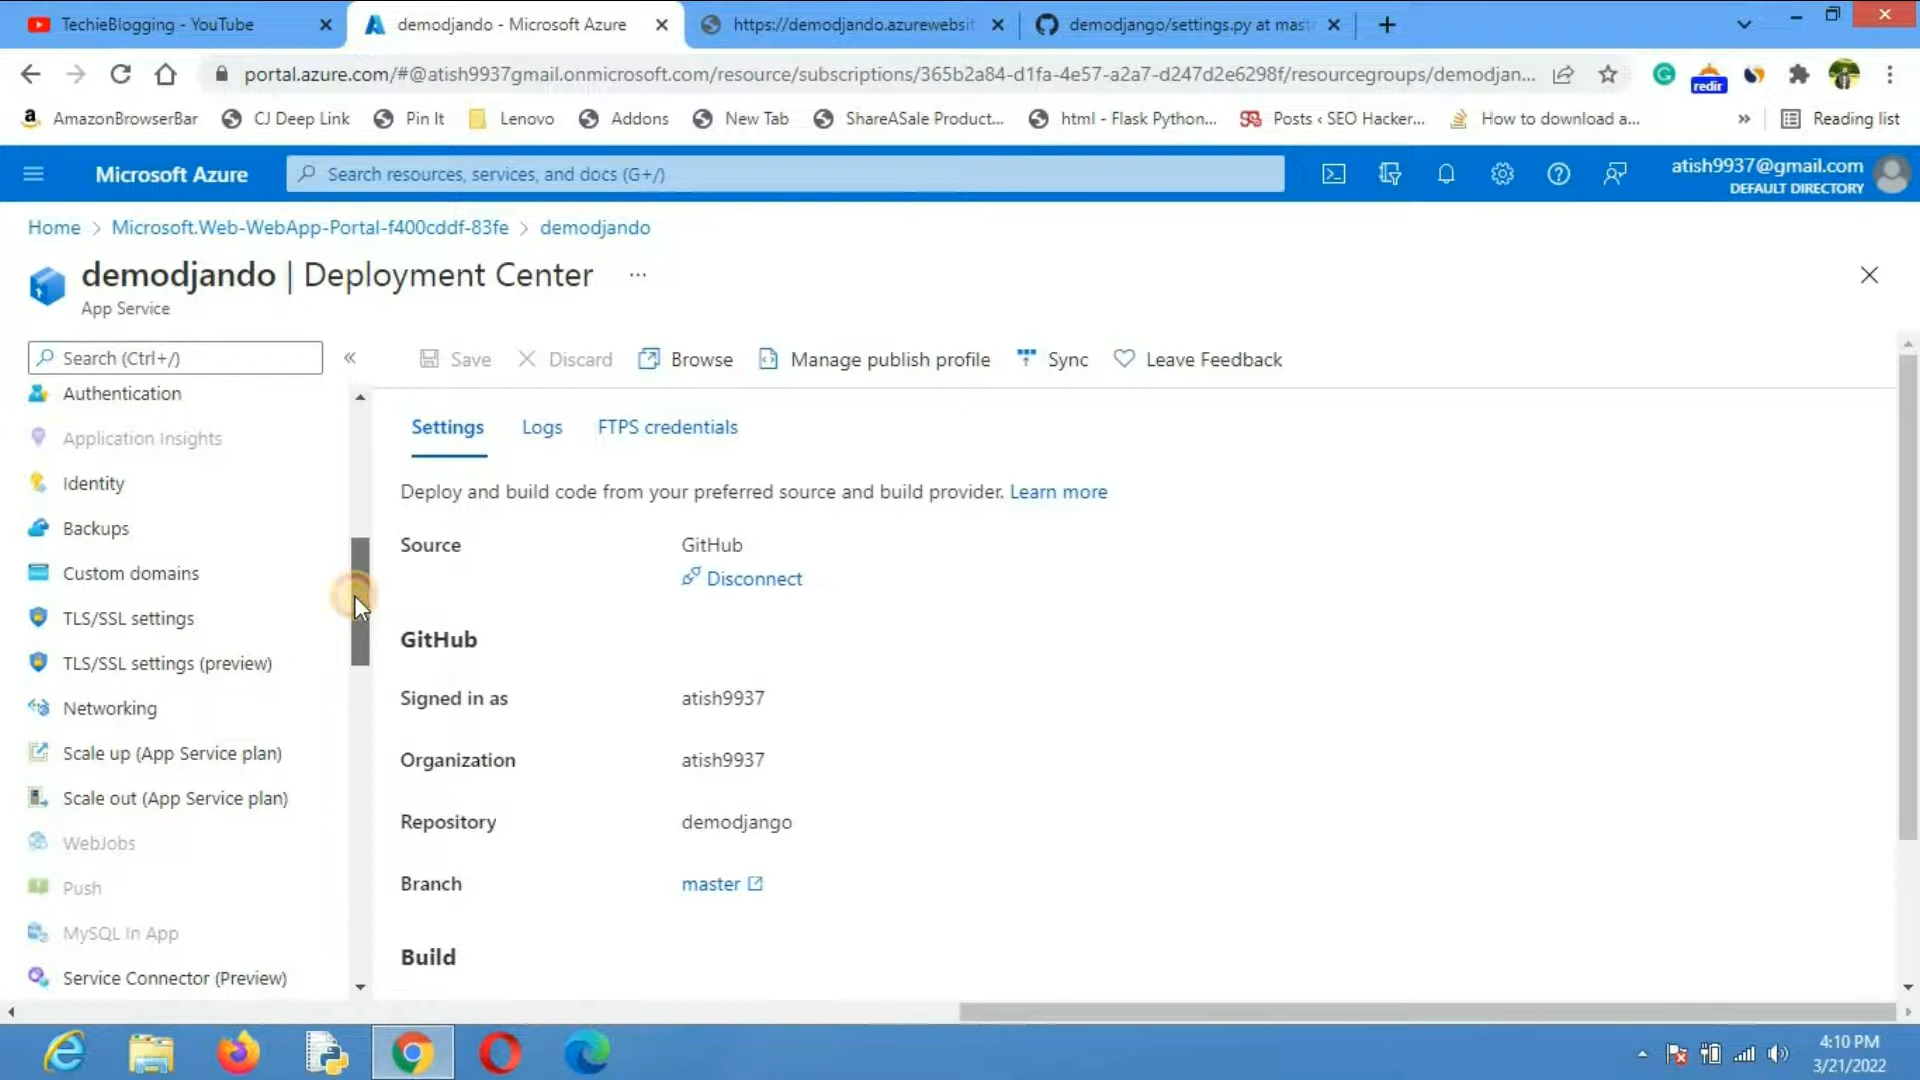 TechieBlogging - YouTube
demodjando - Microsoft Azure
https://demodjando.azurewebsit
demodjango/settings.py at mast
portal.azure.com/#@atish9937gmail.onmicrosoft.com/resource/subscriptions/365b2a84-d1fa-4e57-a2a7-d247d2e6298f/resourcegroups/demodjan...
redir
AmazonBrowserBar
CJ Deep Link
Pin It
Lenovo
Addons
New Tab
ShareASale Product...
html - Flask Python...
Posts ‹ SEO Hacker...
How to download a...
»
Reading list
Microsoft Azure
Search resources, services, and docs (G+/)
atish9937@gmail.com
DEFAULT DIRECTORY
Home > Microsoft.Web-WebApp-Portal-f400cddf-83fe > demodjando
demodjando | Deployment Center ...
App Service
Search (Ctrl+/)
«
Save
Discard
Browse
Manage publish profile
Sync
Leave Feedback
Authentication
Application Insights
Identity
Backups
Custom domains
TLS/SSL settings
TLS/SSL settings (preview)
Networking
Scale up (App Service plan)
Scale out (App Service plan)
WebJobs
Push
MySQL In App
Service Connector (Preview)
Settings
Logs
FTPS credentials
Deploy and build code from your preferred source and build provider. Learn more
Source
GitHub
Disconnect
GitHub
Signed in as
atish9937
Organization
atish9937
Repository
demodjango
Branch
master
Build
4:10 PM
3/21/2022